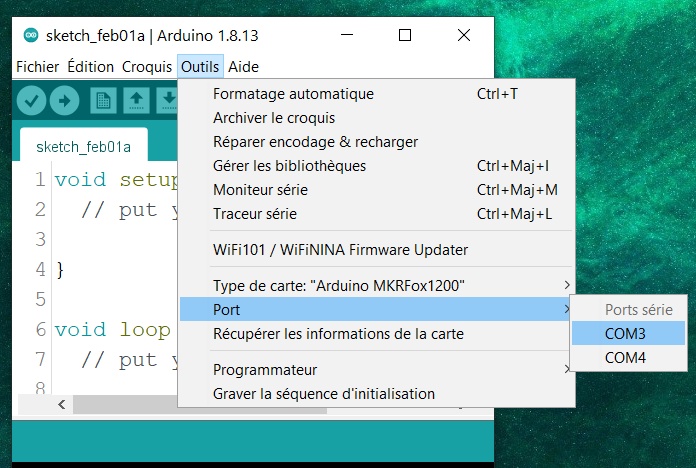 sketch_feb01a | Arduino 1.8.13
Fichier Édition Croquis Outils Aide
Formatage automatique Ctrl+T
Archiver le croquis
Réparer encodage & recharger
Gérer les bibliothèques Ctrl+Maj+I
Moniteur série Ctrl+Maj+M
Traceur série Ctrl+Maj+L
WiFi101 / WiFiNINA Firmware Updater
Type de carte: "Arduino MKRFox1200"
Port
Récupérer les informations de la carte
Programmateur
Graver la séquence d'initialisation
Ports série
COM3
COM4
sketch_feb01a
1 void setup
2 // put y
3
4 }
5
6 void loop
7 // put y
8